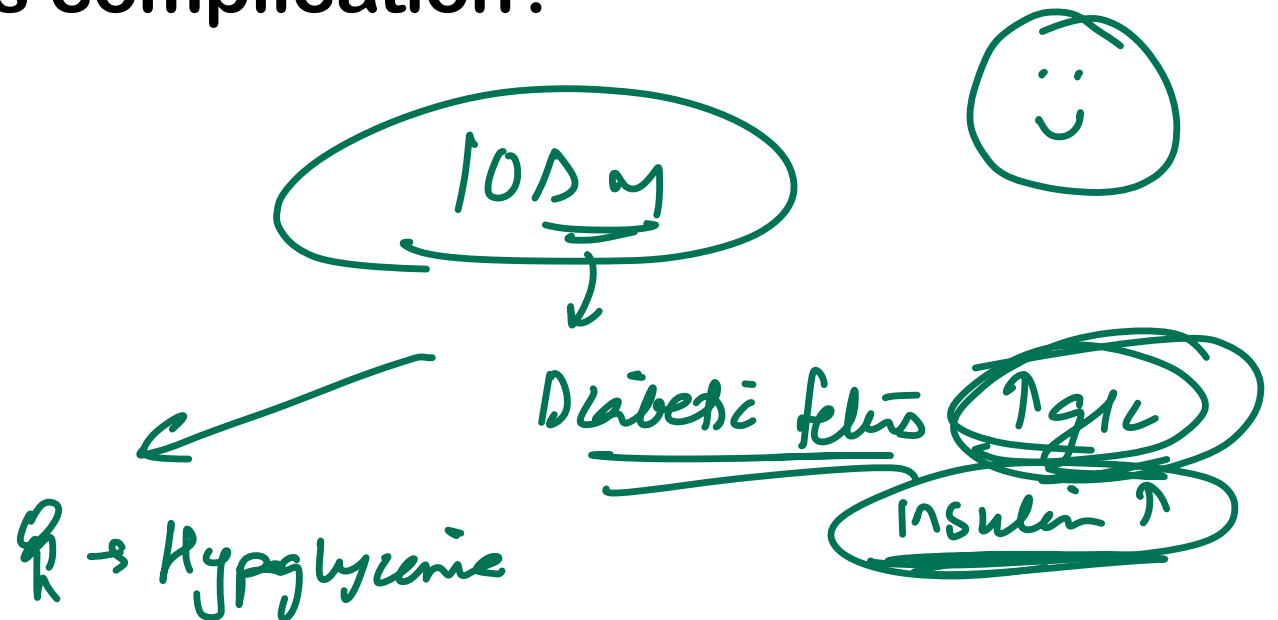 s complication?
IODM
Diabetic fetus ↑ glc
insulin ↑
→ Hypoglycemia